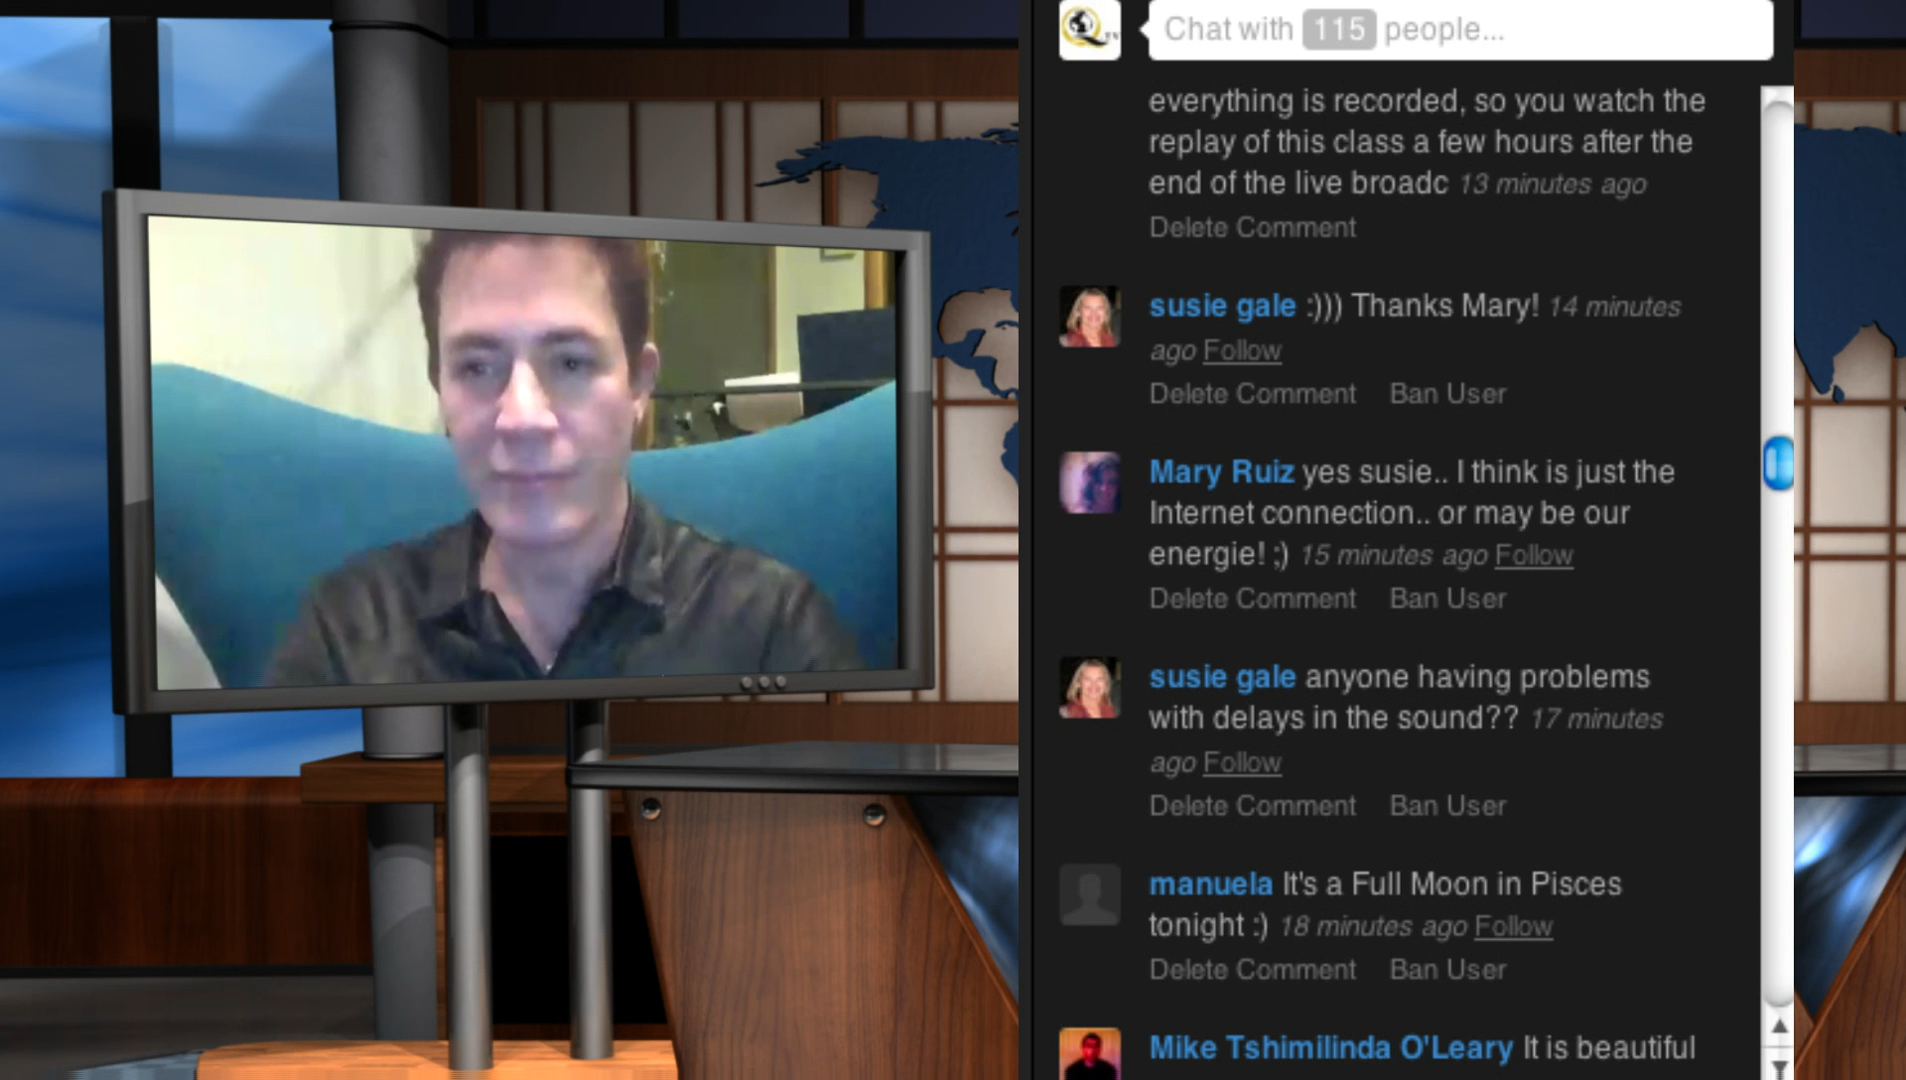 Chat with 115 people...
everything is recorded, so you watch the
replay of this class a few hours after the
end of the live broadc 13 minutes ago
Delete Comment
susie gale :))) Thanks Mary! 14 minutes
ago Follow
Delete Comment Ban User
Mary Ruiz yes susie.. I think is just the
Internet connection.. or may be our
energie! ;) 15 minutes ago Follow
Delete Comment Ban User
susie gale anyone having problems
with delays in the sound?? 17 minutes
ago Follow
Delete Comment Ban User
manuela It's a Full Moon in Pisces
tonight :) 18 minutes ago Follow
Delete Comment Ban User
Mike Tshimilinda O'Leary It is beautiful